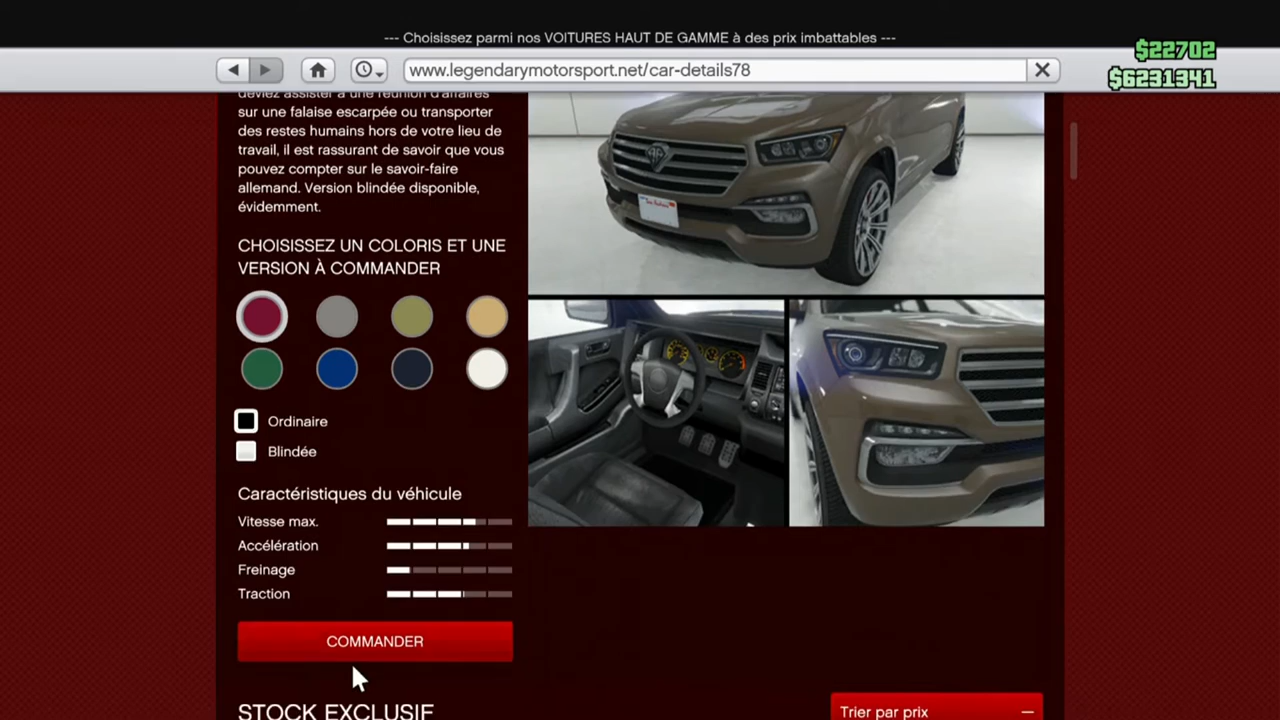 --- Choisissez parmi nos VOITURES HAUT DE GAMME à des prix imbattables ---
$22702
$6231341
www.legendarymotorsport.net/car-details78
deviez assister à une réunion d'affaires
sur une falaise escarpée ou transporter
des restes humains hors de votre lieu de
travail, il est rassurant de savoir que vous
pouvez compter sur le savoir-faire
allemand. Version blindée disponible,
évidemment.
CHOISISSEZ UN COLORIS ET UNE
VERSION À COMMANDER
Ordinaire
Blindée
Caractéristiques du véhicule
Vitesse max.
Accélération
Freinage
Traction
COMMANDER
STOCK EXCLUSIF
Trier par prix